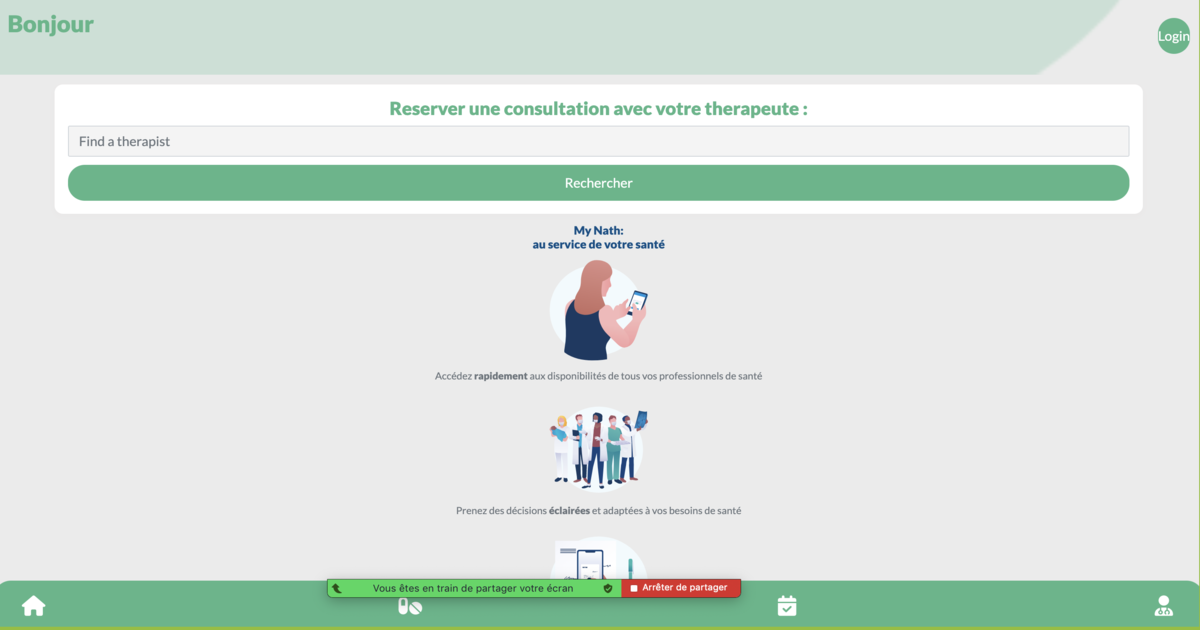 Bonjour
Login
Reserver une consultation avec votre therapeute :
Find a therapist
Rechercher
My Nath:
au service de votre santé
Accédez rapidement aux disponibilités de tous vos professionnels de santé
Prenez des décisions éclairées et adaptées à vos besoins de santé
Vous êtes en train de partager votre écran
Arrêter de partager